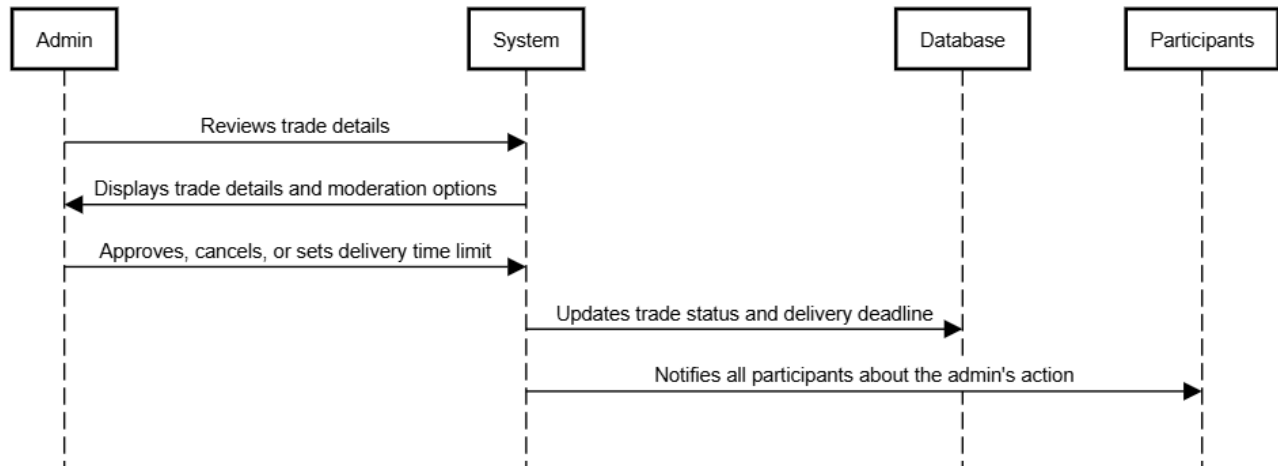 Admin
System
Database
Participants
Reviews trade details
Displays trade details and moderation options
Approves, cancels, or sets delivery time limit
Updates trade status and delivery deadline
Notifies all participants about the admin's action